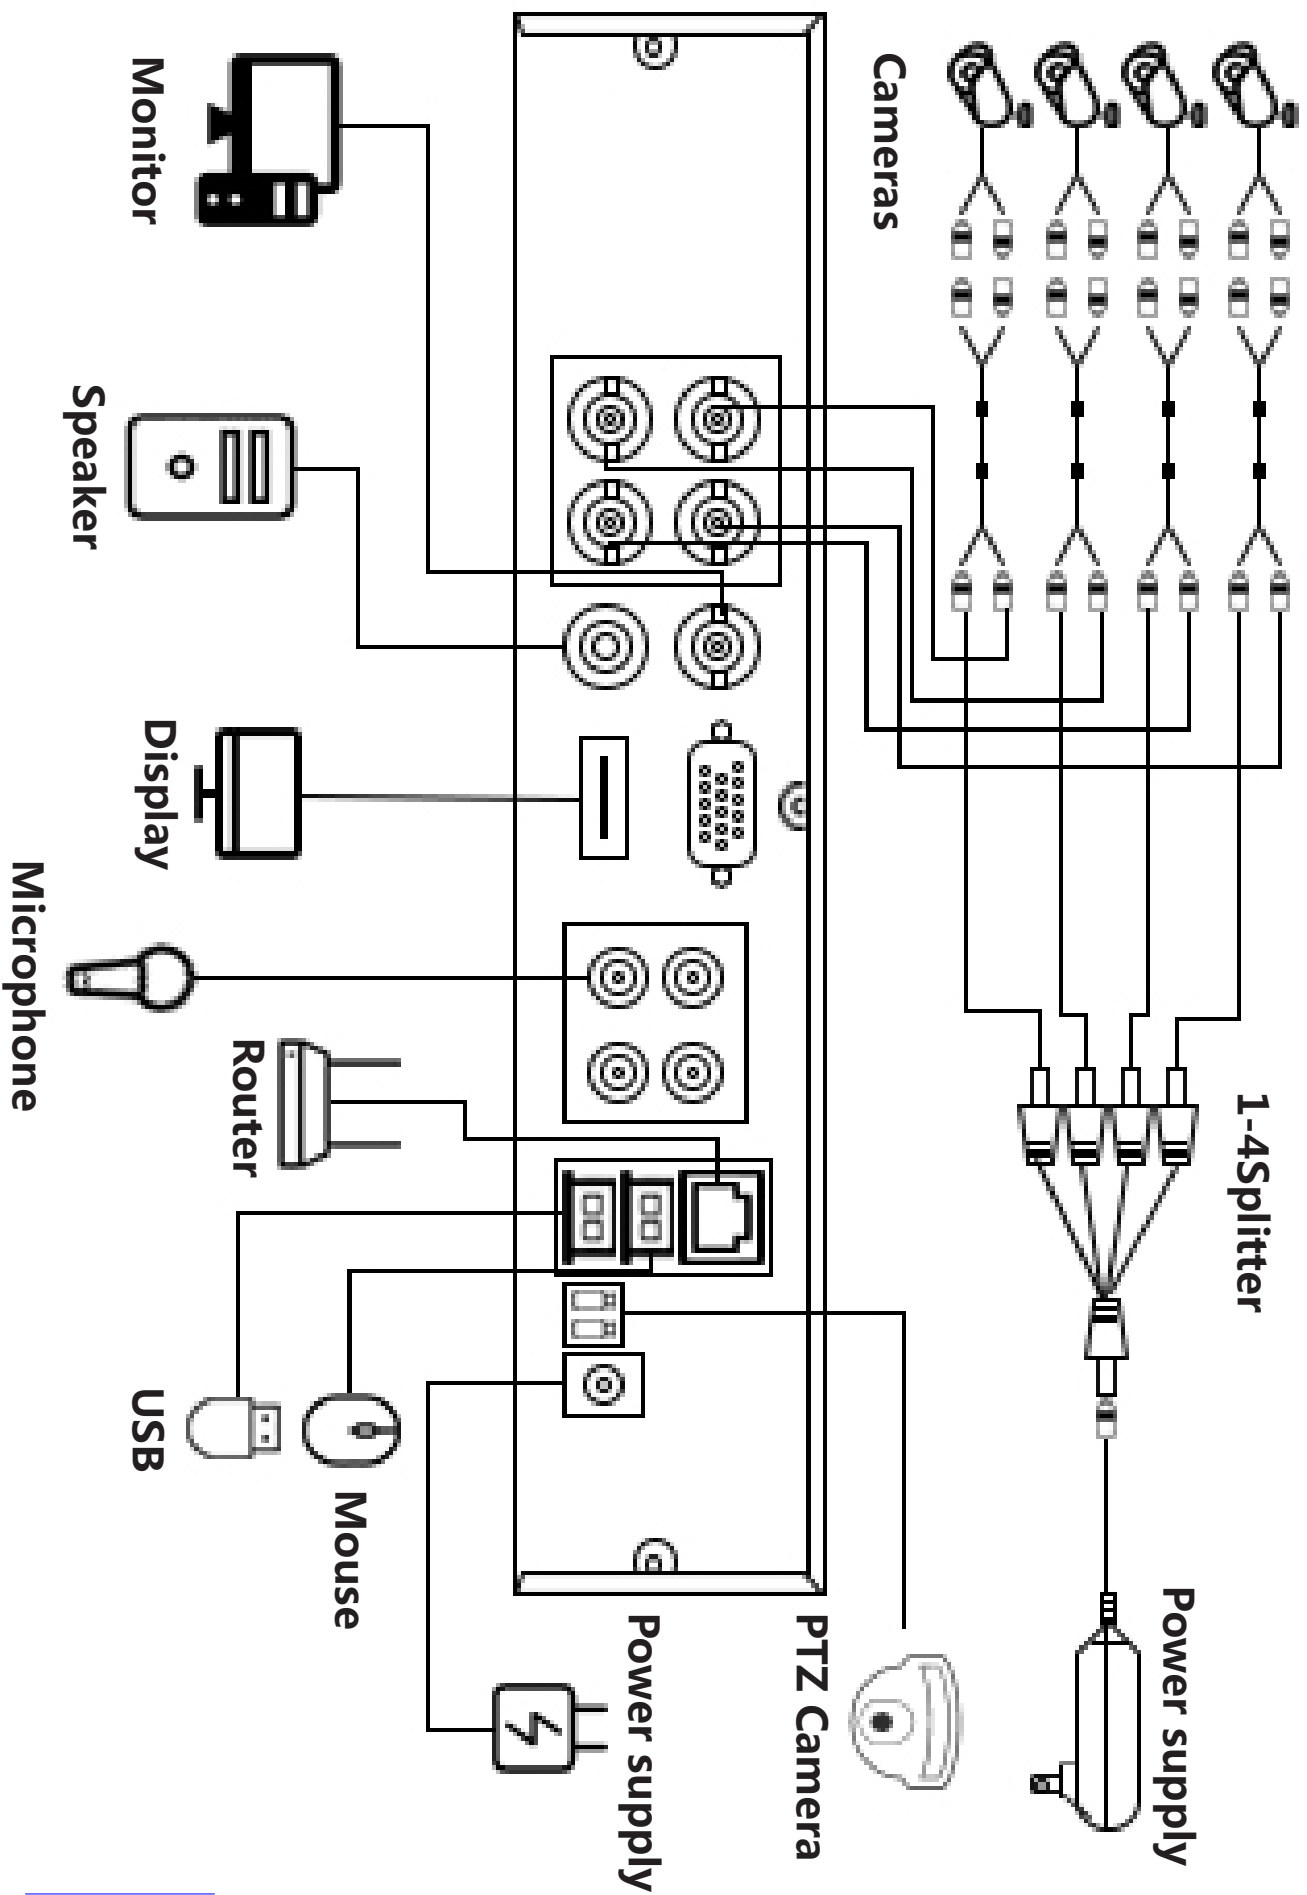 Cameras
1-4Splitter
Power supply
PTZ Camera
Power supply
Monitor
Speaker
Display
Microphone
Router
USB
Mouse